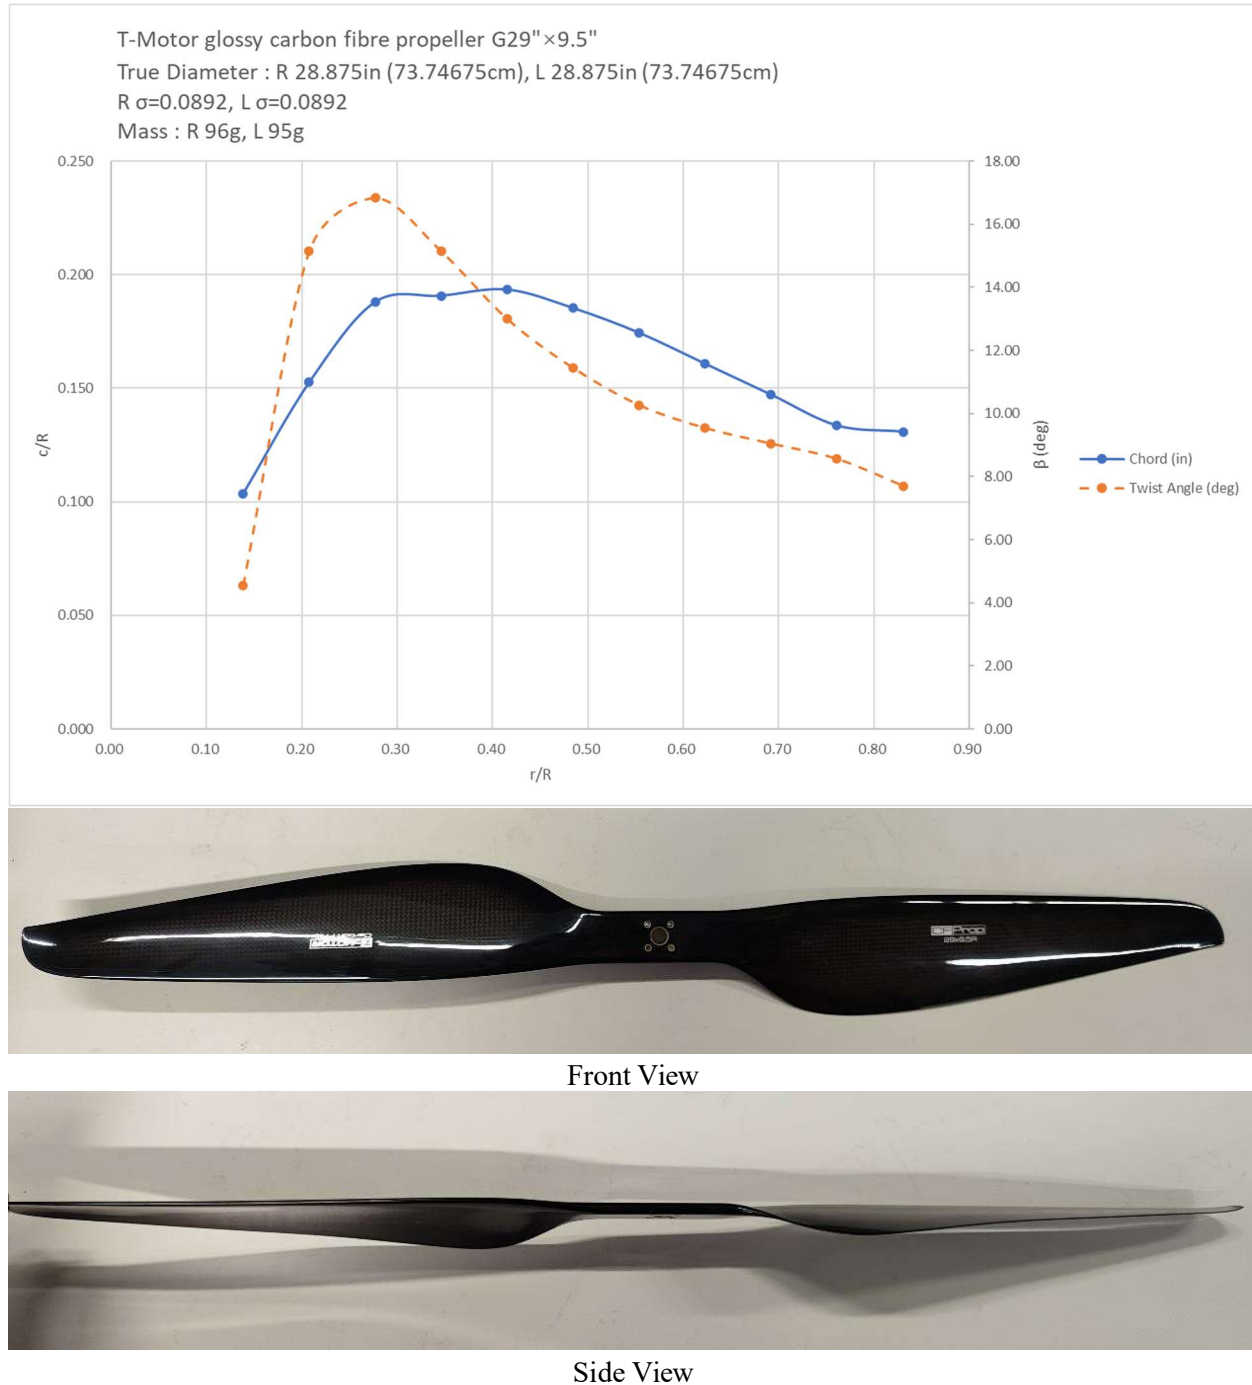 T-Motor glossy carbon fibre propeller G29"×9.5"
True Diameter : R 28.875in (73.74675cm), L 28.875in (73.74675cm)
R σ=0.0892, L σ=0.0892
Mass : R 96g, L 95g
0.250
0.200
0.150
0.100
0.050
0.000
c/R
18.00
16.00
14.00
12.00
10.00
8.00
6.00
4.00
2.00
0.00
β (deg)
Chord (in)
Twist Angle (deg)
0.00 0.10 0.20 0.30 0.40 0.50 0.60 0.70 0.80 0.90
r/R
Front View
Side View